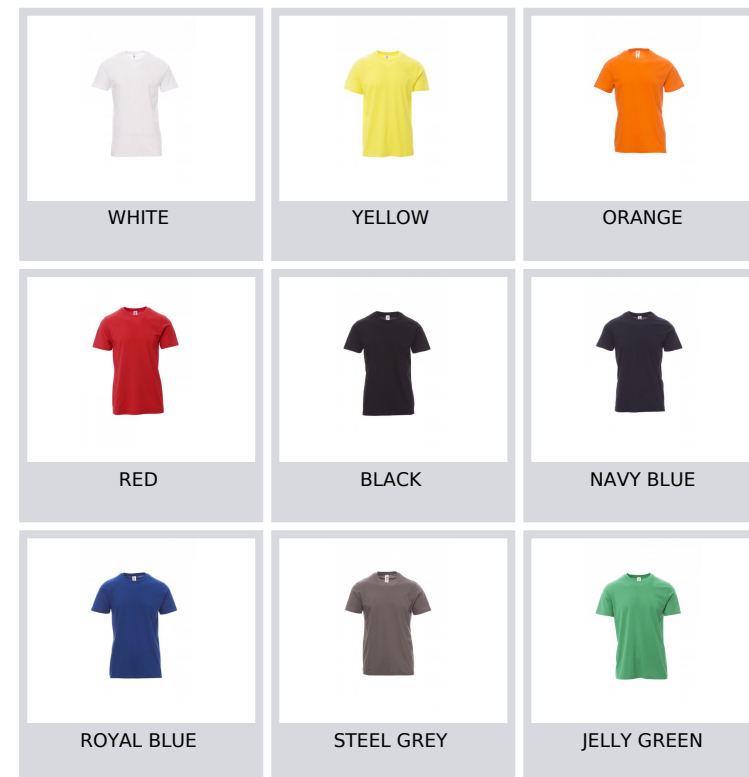 WHITE
YELLOW
ORANGE
RED
BLACK
NAVY BLUE
ROYAL BLUE
STEEL GREY
JELLY GREEN